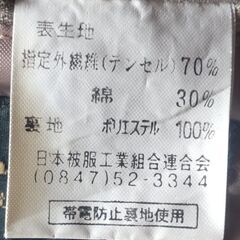 表生地
指定外繊維(テンセル) 70%
綿 30%
裏地 ポリエステル 100%
日本被服工業組合連合会
(0847)52-3344
帯電防止裏地使用